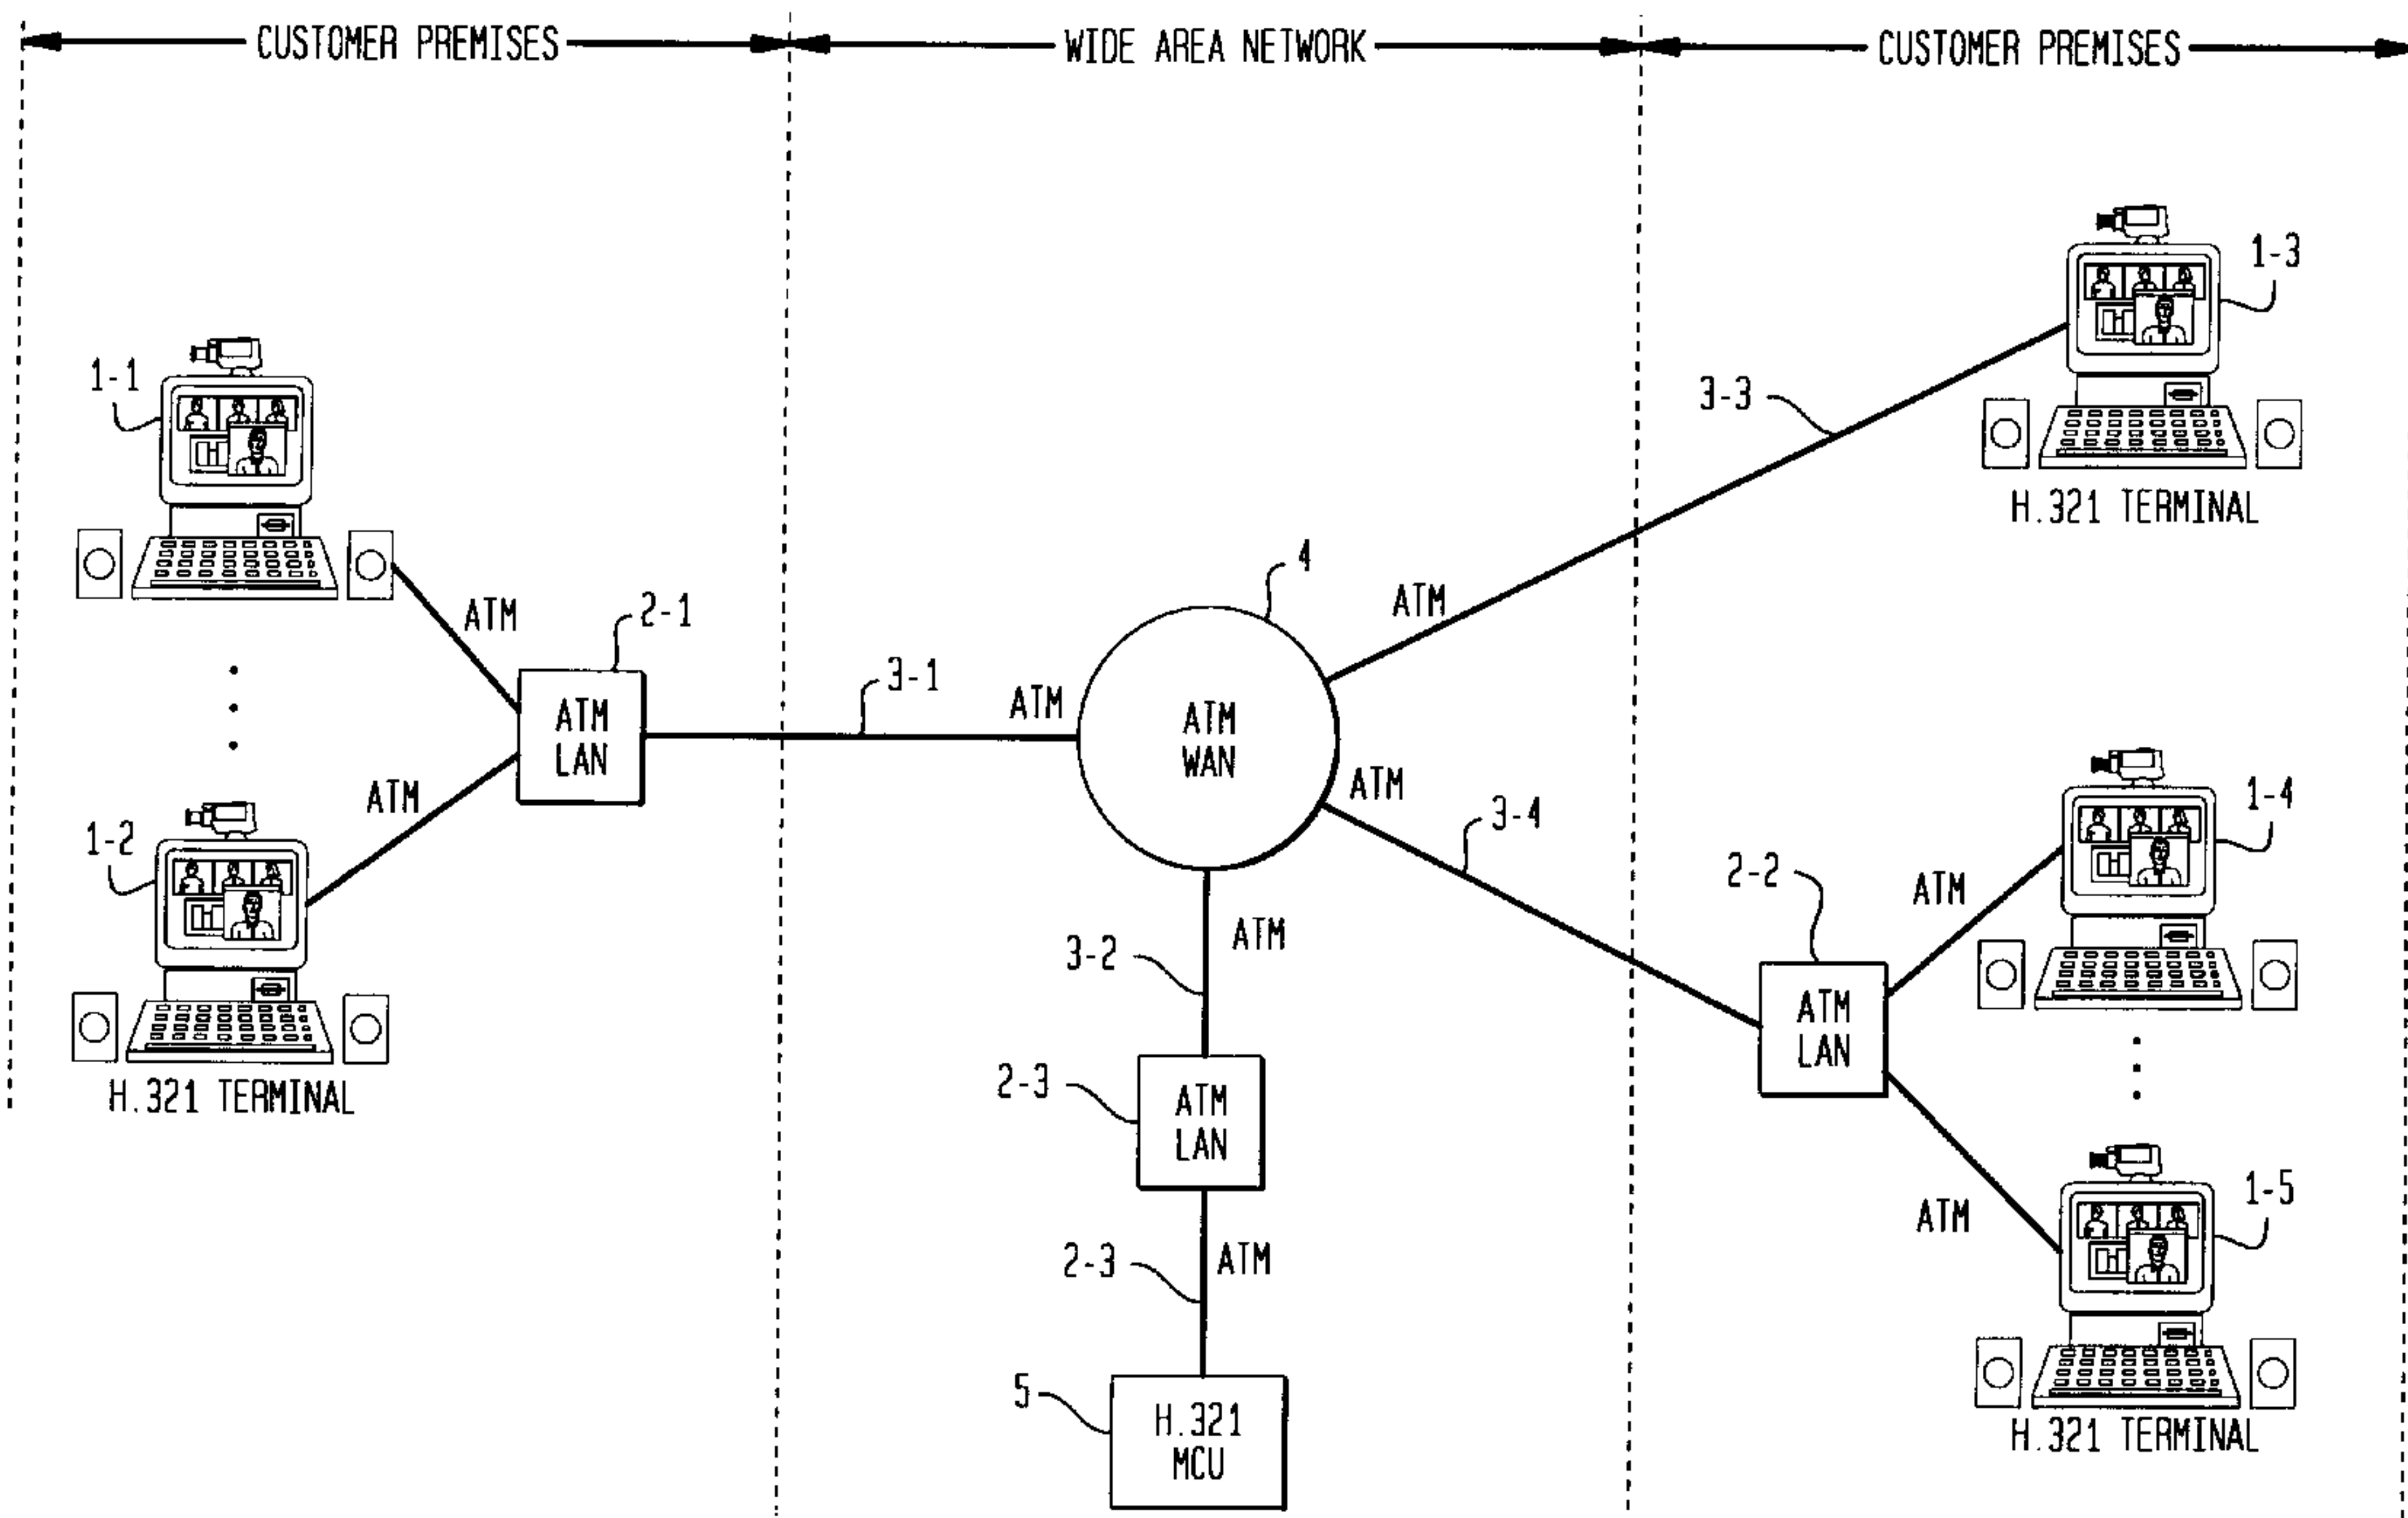 CUSTOMER PREMISES
WIDE AREA NETWORK
CUSTOMER PREMISES
1-1
ATM
2-1
ATM
LAN
ATM
1-2
H.321 TERMINAL
3-1
ATM
4
ATM
WAN
ATM
3-3
1-3
H.321 TERMINAL
ATM
3-4
3-2
ATM
2-3
ATM
LAN
2-3
ATM
5
H.321
MCU
2-2
ATM
LAN
ATM
1-4
ATM
1-5
H.321 TERMINAL